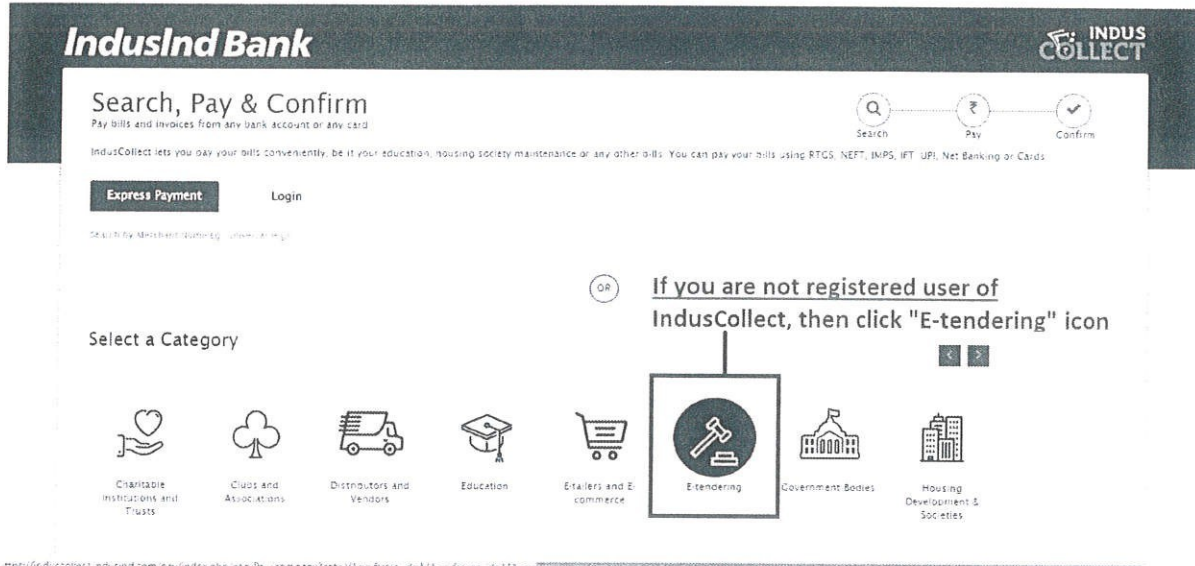 IndusInd Bank
INDUS
COLLECT
Search, Pay & Confirm
Pay bills and invoices from any bank account or any card
Search
Pay
Confirm
IndusCollect lets you pay your bills conveniently, be it your education, housing society maintenance or any other bills. You can pay your bills using RTGS, NEFT, IMPS, IFT, UPI, Net Banking or Cards
Express Payment
Login
Search by Merchant Name
OR
If you are not registered user of
IndusCollect, then click "E-tendering" icon
Select a Category
Charitable
Institutions and
Trusts
Clubs and
Associations
Distributors and
Vendors
Education
E-tailers and E-
commerce
E-tendering
Government Bodies
Housing
Development &
Societies